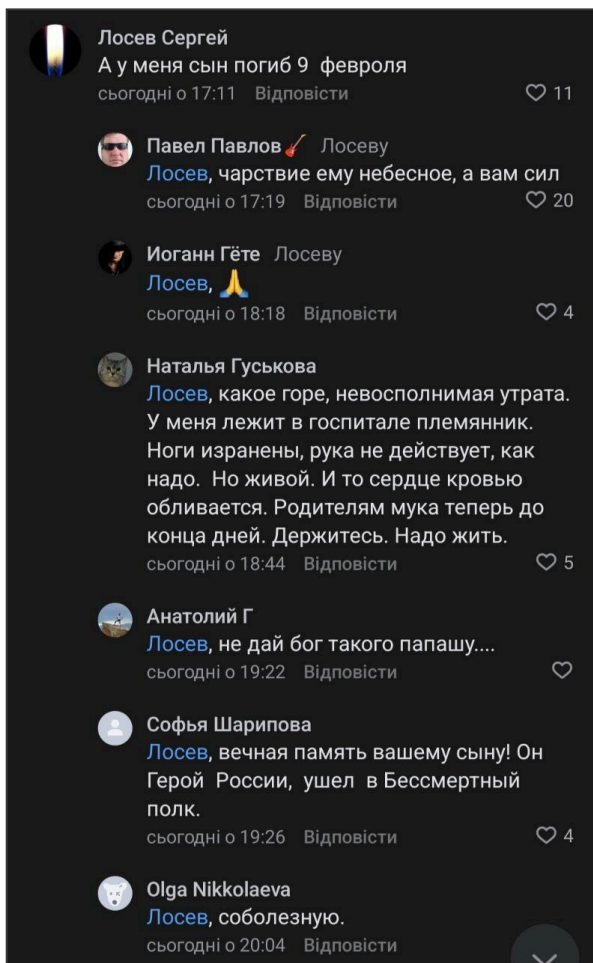 Лосев Сергей
А у меня сын погиб 9 февроля
сьогодні о 17:11 Відповісти 11
Павел Павлов🎸 Лосеву
Лосев, чарствие ему небесное, а вам сил
сьогодні о 17:19 Відповісти 20
Иоганн Гёте Лосеву
Лосев, 🙏
сьогодні о 18:18 Відповісти 4
Наталья Гуськова
Лосев, какое горе, невосполнимая утрата.
У меня лежит в госпитале племянник.
Ноги изранены, рука не действует, как
надо. Но живой. И то сердце кровью
обливается. Родителям мука теперь до
конца дней. Держитесь. Надо жить.
сьогодні о 18:44 Відповісти 5
Анатолий Г
Лосев, не дай бог такого папашу....
сьогодні о 19:22 Відповісти
Софья Шарипова
Лосев, вечная память вашему сыну! Он
Герой России, ушел в Бессмертный
полк.
сьогодні о 19:26 Відповісти 4
Olga Nikkolaeva
Лосев, соболезную.
сьогодні о 20:04 Відповісти